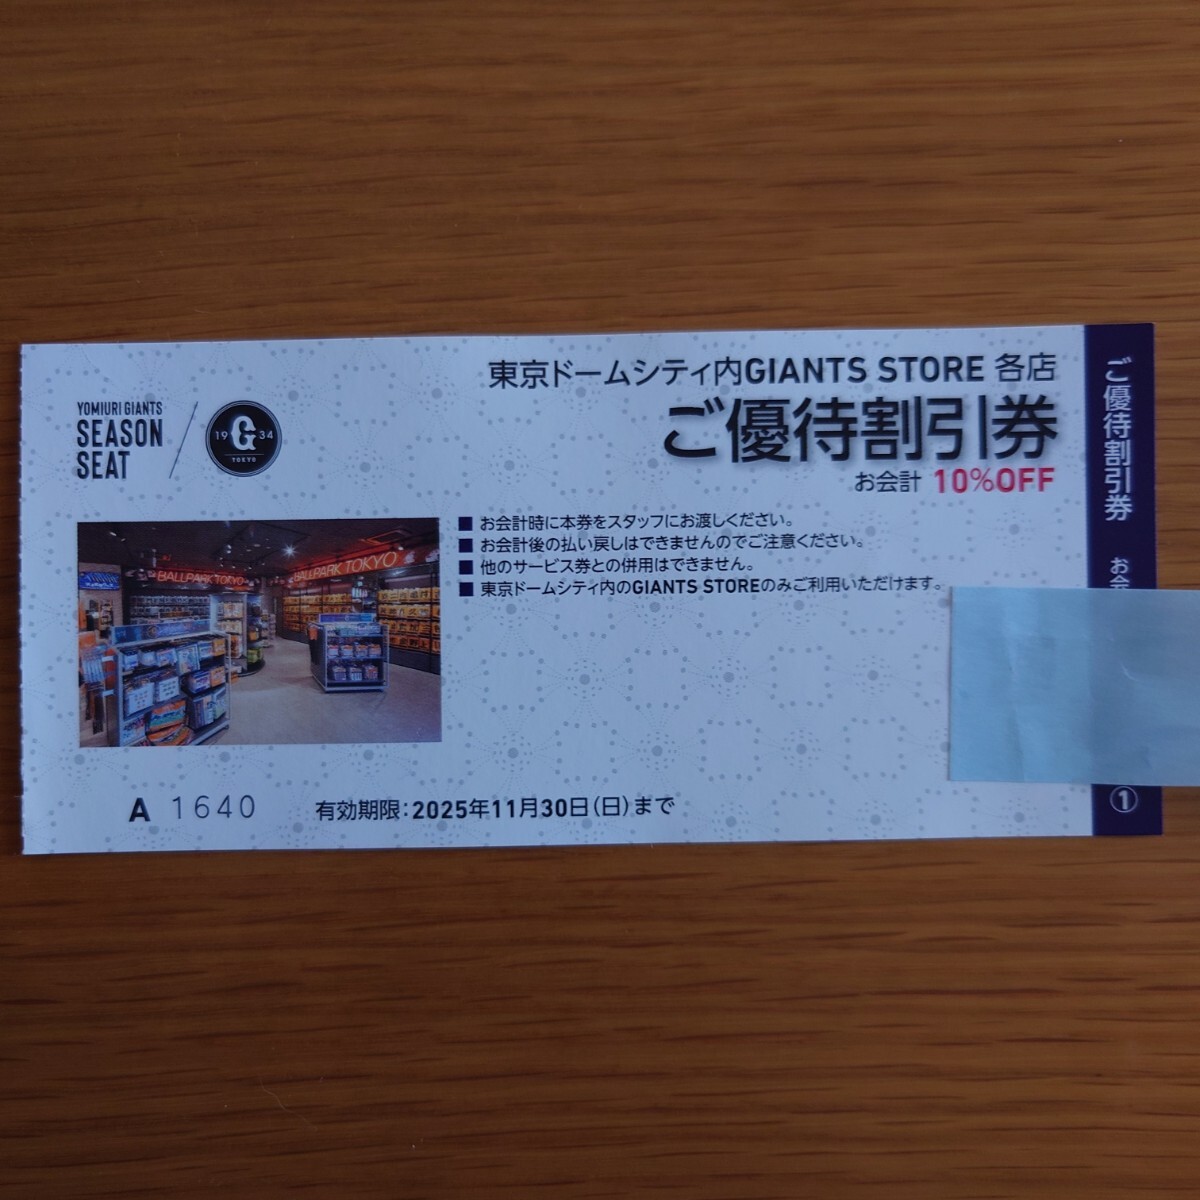 東京ドームシティ内GIANTS STORE 各店
ご優待割引券
お会計 10%OFF
YOMIURI GIANTS
SEASON
SEAT
19 G 34
TOKYO
■ お会計時に本券をスタッフにお渡しください。
■ お会計後の払い戻しはできませんのでご注意ください。
■ 他のサービス券との併用はできません。
■ 東京ドームシティ内のGIANTS STOREのみご利用いただけます。
BALLPARK TOKYO
BALLPARK TOKYO
A 1640
有効期限：2025年11月30日（日）まで
ご優待割引券 お会
①